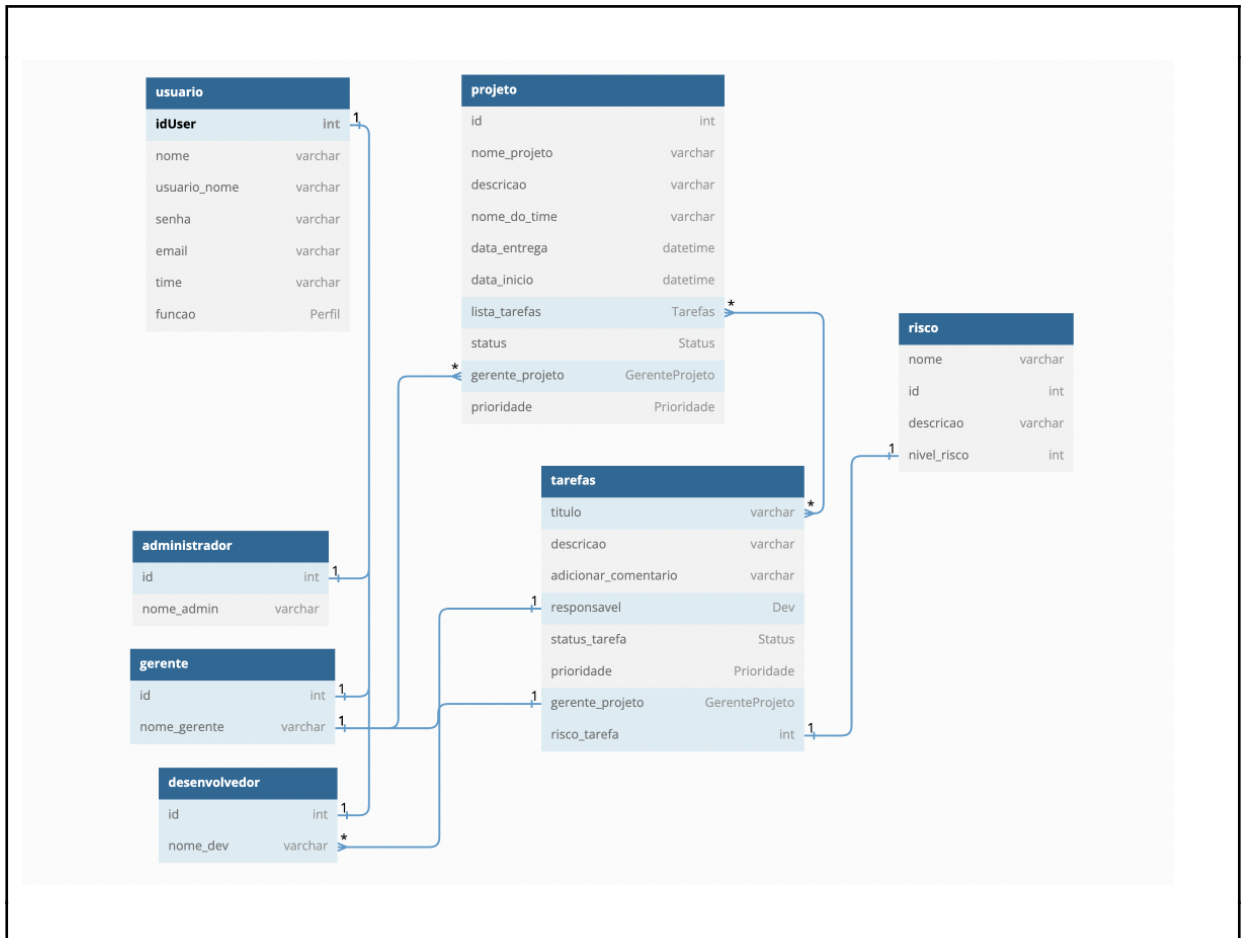 usuario
idUser int 1
nome varchar
usuario_nome varchar
senha varchar
email varchar
time varchar
funcao Perfil
projeto
id int
nome_projeto varchar
descricao varchar
nome_do_time varchar
data_entrega datetime
data_inicio datetime
lista_tarefas Tarefas *
status Status
* gerente_projeto GerenteProjeto
prioridade Prioridade
risco
nome varchar
id int
descricao varchar
1 nivel_risco int
tarefas
titulo varchar *
descricao varchar
adicionar_comentario varchar
1 responsavel Dev
status_tarefa Status
prioridade Prioridade
1 gerente_projeto GerenteProjeto
risco_tarefa int 1
administrador
id int 1
nome_admin varchar
gerente
id int 1
nome_gerente varchar 1
desenvolvedor
id int 1
nome_dev varchar *